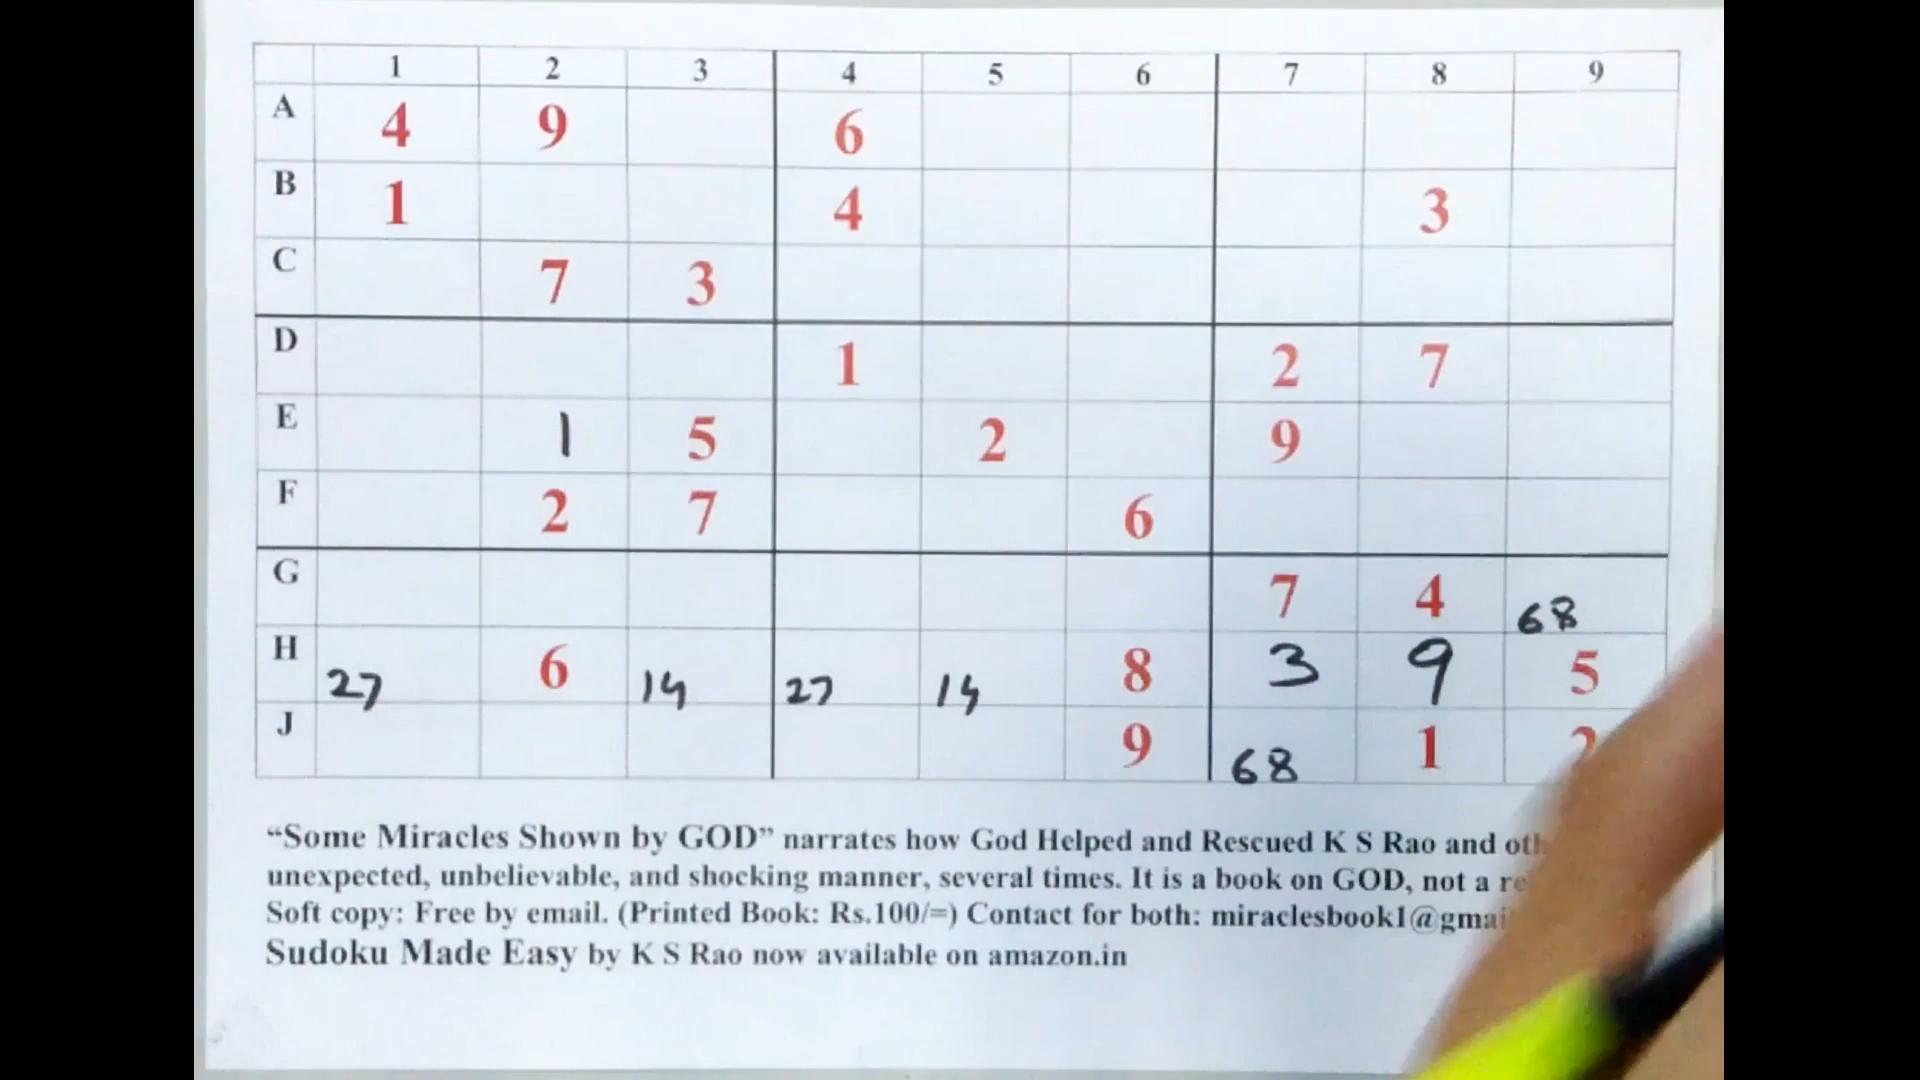 1 2 3 4 5 6 7 8 9
A 4 9 6
B 1 4 3
C 7 3
D 1 2 7
E 1 5 2 9
F 2 7 6
G 7 4 68
H 27 6 14 27 14 8 3 9 5
J 9 68 1 2
“Some Miracles Shown by GOD” narrates how God Helped and Rescued K S Rao and
unexpected, unbelievable, and shocking manner, several times. It is a book on GOD, not a
Soft copy: Free by email. (Printed Book: Rs.100/=) Contact for both:
Sudoku Made Easy by K S Rao now available on amazon.in